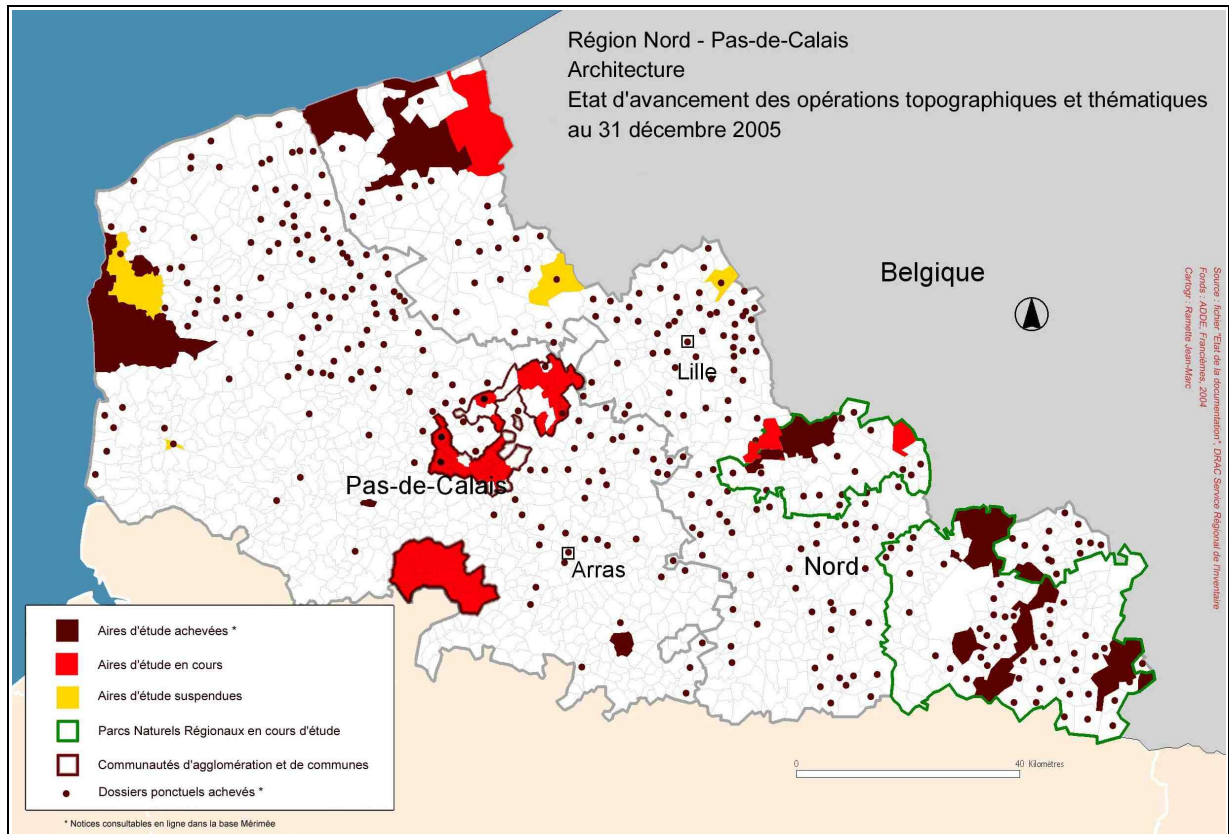 Région Nord - Pas-de-Calais
Architecture
Etat d'avancement des opérations topographiques et thématiques
au 31 décembre 2005
Belgique
Lille
Pas-de-Calais
Arras
Nord
Source : fichier "Etat de la documentation", DRAC Service Régional de l'Inventaire
Fonds : ADDE, Francièmes, 2004
Cartogr : Ramette Jean-Marc
Aires d'étude achevées *
Aires d'étude en cours
Aires d'étude suspendues
Parcs Naturels Régionaux en cours d'étude
Communautés d'agglomération et de communes
Dossiers ponctuels achevés *
* Notices consultables en ligne dans la base Mérimée
0 40 Kilomètres